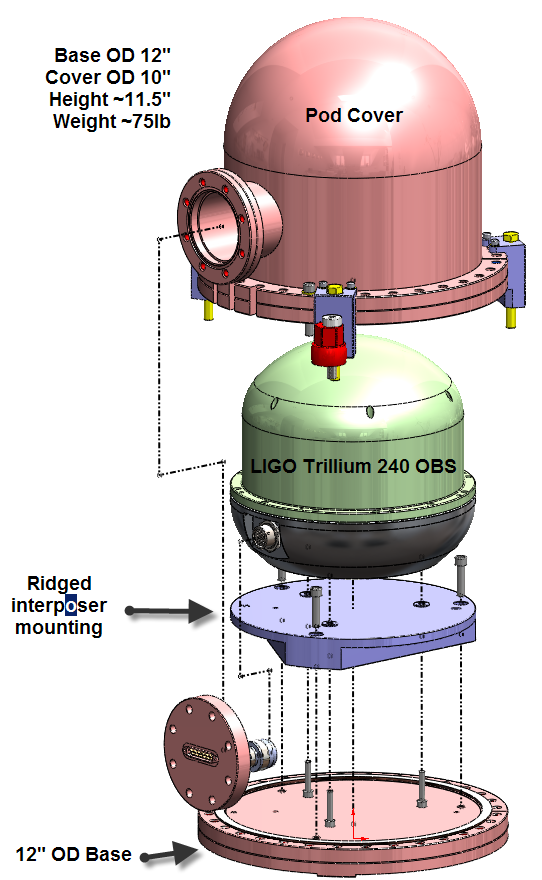 Base OD 12"
Cover OD 10"
Height ~11.5"
Weight ~75lb
Pod Cover
LIGO Trillium 240 OBS
Ridged
interposer
mounting
12" OD Base